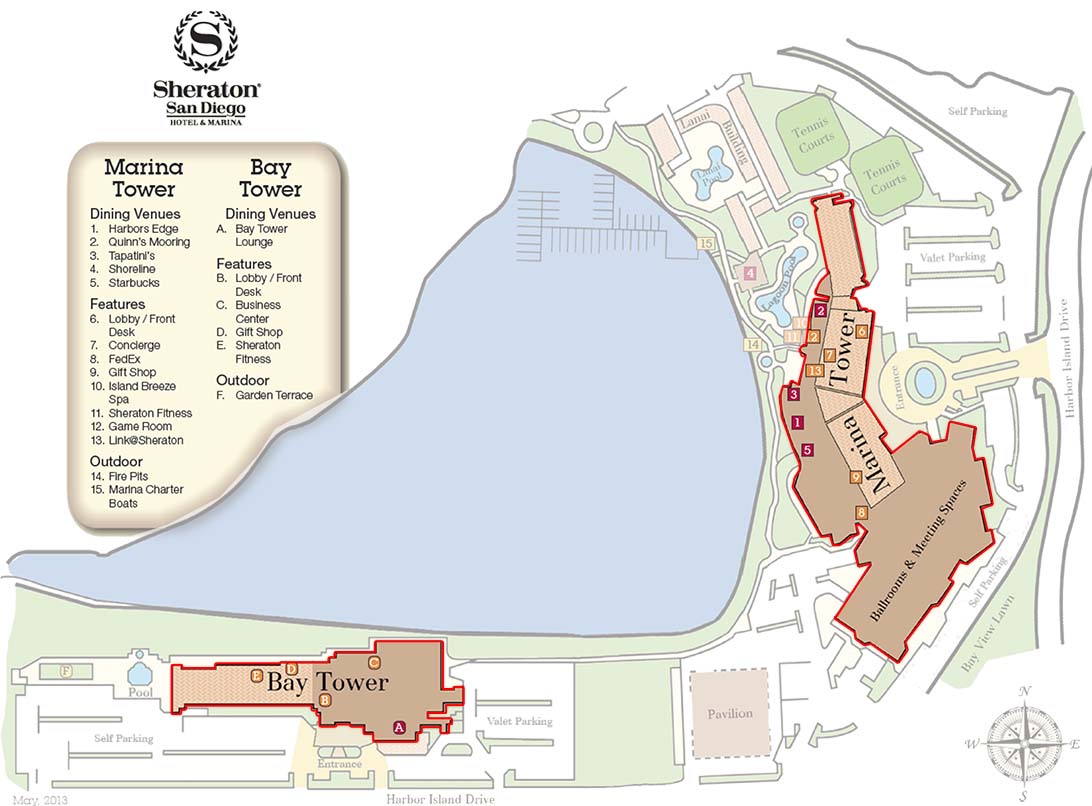 S
Sheraton®
San Diego
HOTEL & MARINA
Marina
Tower
Dining Venues
1. Harbors Edge
2. Quinn's Mooring
3. Tapatini's
4. Shoreline
5. Starbucks
Features
6. Lobby / Front
Desk
7. Concierge
8. FedEx
9. Gift Shop
10. Island Breeze
Spa
11. Sheraton Fitness
12. Game Room
13. Link@Sheraton
Outdoor
14. Fire Pits
15. Marina Charter
Boats
Bay
Tower
Dining Venues
A. Bay Tower
Lounge
Features
B. Lobby / Front
Desk
C. Business
Center
D. Gift Shop
E. Sheraton
Fitness
Outdoor
F. Garden Terrace
Self Parking
Lanai
Building
Lanai
Pool
Tennis
Courts
Tennis
Courts
15
4
Lagoon Pool
Valet Parking
2
10
11
12
6
14
7
13
Marina Tower
Entrance
Harbor Island Drive
3
1
5
9
8
Ballrooms & Meeting Spaces
Self Parking
Bay View Lawn
F
Pool
E
D
C
Bay Tower
B
A
Valet Parking
Self Parking
Entrance
Pavilion
N
W
E
S
May, 2013
Harbor Island Drive